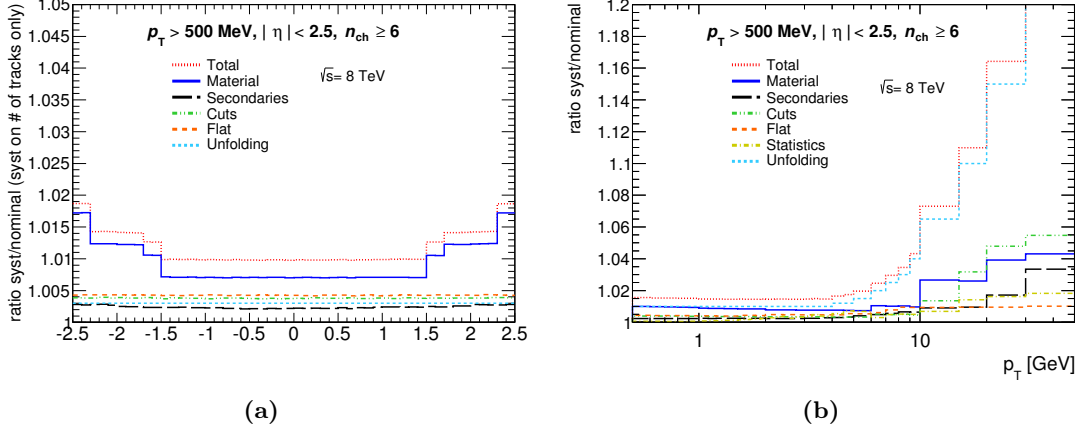 ratio syst/nominal (syst on # of tracks only)
1.05
1.045
1.04
1.035
1.03
1.025
1.02
1.015
1.01
1.005
1
-2.5 -2 -1.5 -1 -0.5 0 0.5 1 1.5 2 2.5
p_T > 500 MeV, | η | < 2.5, n_ch ≥ 6
√s= 8 TeV
Total
Material
Secondaries
Cuts
Flat
Unfolding
(a)
ratio syst/nominal
1.2
1.18
1.16
1.14
1.12
1.1
1.08
1.06
1.04
1.02
1
1 10
p_T [GeV]
p_T > 500 MeV, | η | < 2.5, n_ch ≥ 6
√s= 8 TeV
Total
Material
Secondaries
Cuts
Flat
Statistics
Unfolding
(b)